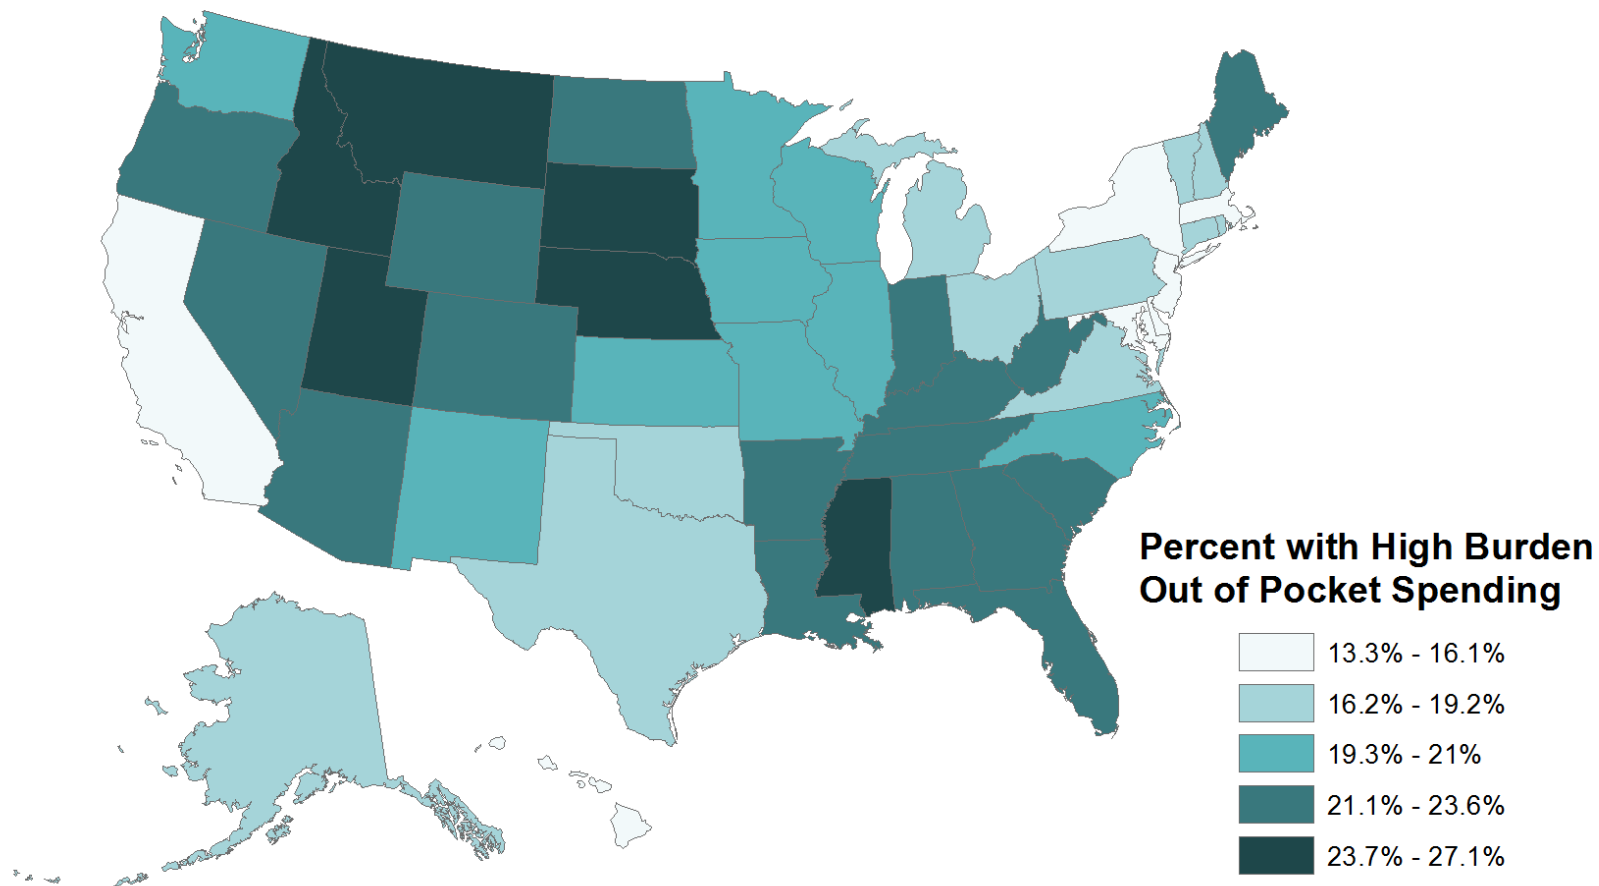 Percent with High Burden
Out of Pocket Spending
13.3% - 16.1%
16.2% - 19.2%
19.3% - 21%
21.1% - 23.6%
23.7% - 27.1%